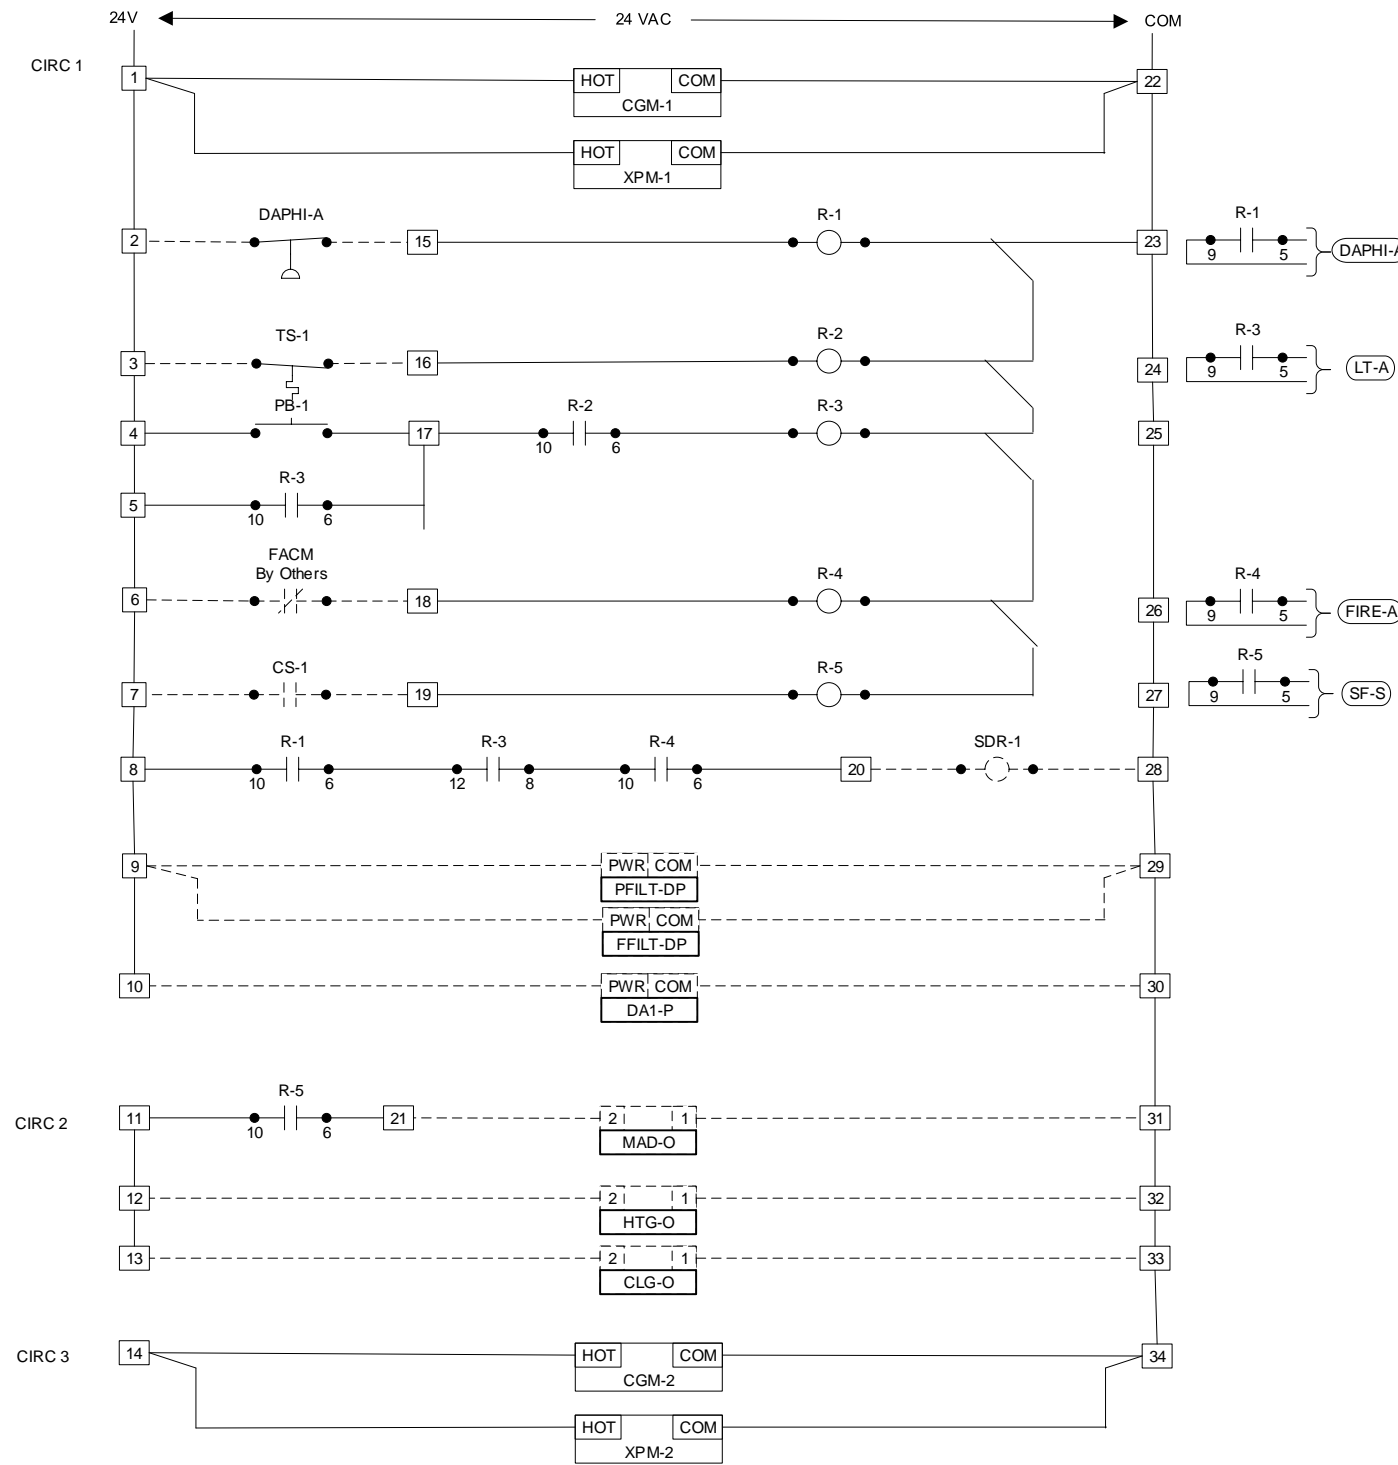 24V 24 VAC COM
CIRC 1
1 HOT COM 22
CGM-1
HOT COM
XPM-1
DAPHI-A R-1 R-1
2 15 23 9 5 DAPHI-A
TS-1 R-2 R-3
3 16 24 9 5 LT-A
PB-1 R-2 R-3
4 17 10 6 25
R-3
5 10 6
FACM
By Others R-4 R-4
6 18 26 9 5 FIRE-A
CS-1 R-5 R-5
7 19 27 9 5 SF-S
R-1 R-3 R-4 SDR-1
8 10 6 12 8 10 6 20 28
9 PWR COM 29
PFILT-DP
PWR COM
FFILT-DP
10 PWR COM 30
DA1-P
R-5
CIRC 2 11 10 6 21 2 1 31
MAD-O
12 2 1 32
HTG-O
13 2 1 33
CLG-O
CIRC 3 14 HOT COM 34
CGM-2
HOT COM
XPM-2